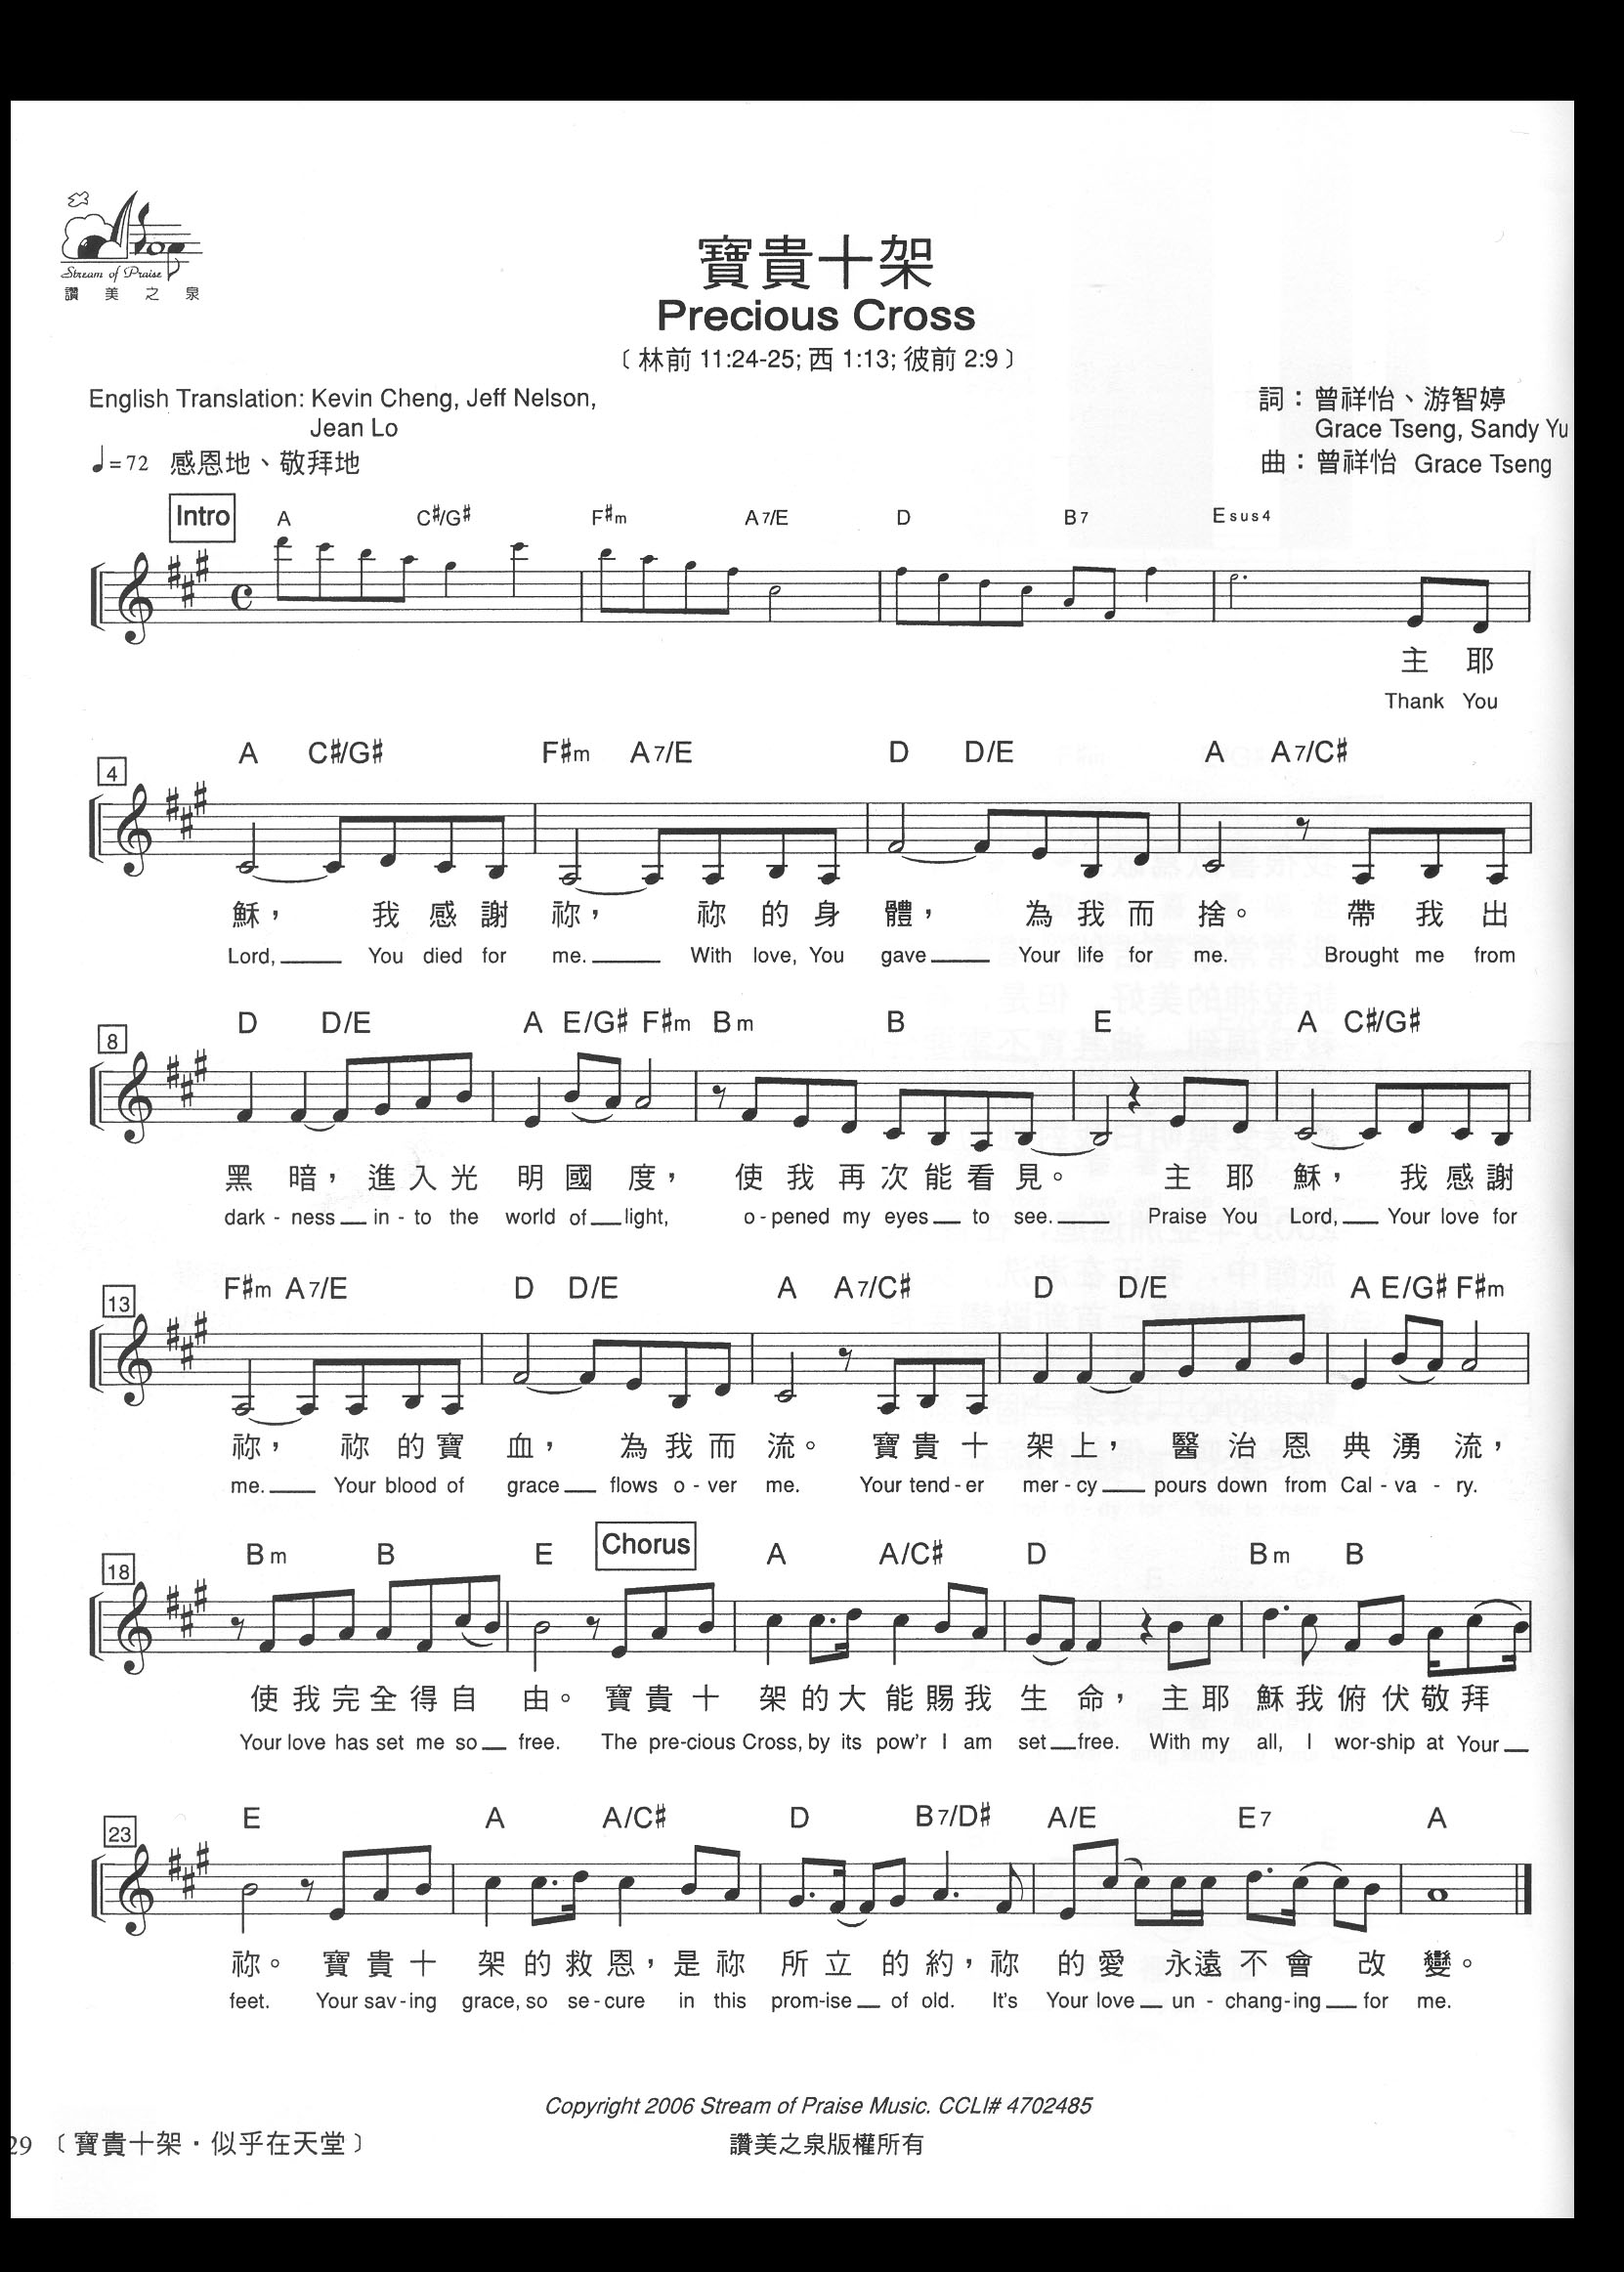 Stream of Praise
讚美之泉
寶貴十架
Precious Cross
〔林前 11:24-25; 西 1:13; 彼前 2:9〕
English Translation: Kevin Cheng, Jeff Nelson,
Jean Lo
詞：曾祥怡、游智婷
Grace Tseng, Sandy Yu
♩=72 感恩地、敬拜地
曲：曾祥怡 Grace Tseng
Intro A C♯/G♯ F♯m A7/E D B7 Esus4
主 耶
Thank You
4 A C♯/G♯ F♯m A7/E D D/E A A7/C♯
穌， 我 感 謝 祢， 祢 的 身 體， 為 我 而 捨。 帶 我 出
Lord, You died for me. With love, You gave Your life for me. Brought me from
8 D D/E A E/G♯ F♯m Bm B E A C♯/G♯
黑 暗， 進 入 光 明 國 度， 使 我 再 次 能 看 見。 主 耶 穌， 我 感 謝
dark - ness in - to the world of light, o - pened my eyes to see. Praise You Lord, Your love for
13 F♯m A7/E D D/E A A7/C♯ D D/E A E/G♯ F♯m
祢， 祢 的 寶 血， 為 我 而 流。 寶 貴 十 架 上， 醫 治 恩 典 湧 流，
me. Your blood of grace flows o - ver me. Your tend - er mer - cy pours down from Cal - va - ry.
18 Bm B E Chorus A A/C♯ D Bm B
使 我 完 全 得 自 由。 寶 貴 十 架 的 大 能 賜 我 生 命， 主 耶 穌 我 俯 伏 敬 拜
Your love has set me so free. The pre-cious Cross, by its pow'r I am set free. With my all, I wor-ship at Your
23 E A A/C♯ D B7/D♯ A/E E7 A
祢。 寶 貴 十 架 的 救 恩，是 祢 所 立 的 約，祢 的 愛 永遠 不 會 改 變。
feet. Your sav-ing grace, so se-cure in this prom-ise of old. It's Your love un - chang-ing for me.
Copyright 2006 Stream of Praise Music. CCLI# 4702485
29 〔寶貴十架・似乎在天堂〕
讚美之泉版權所有